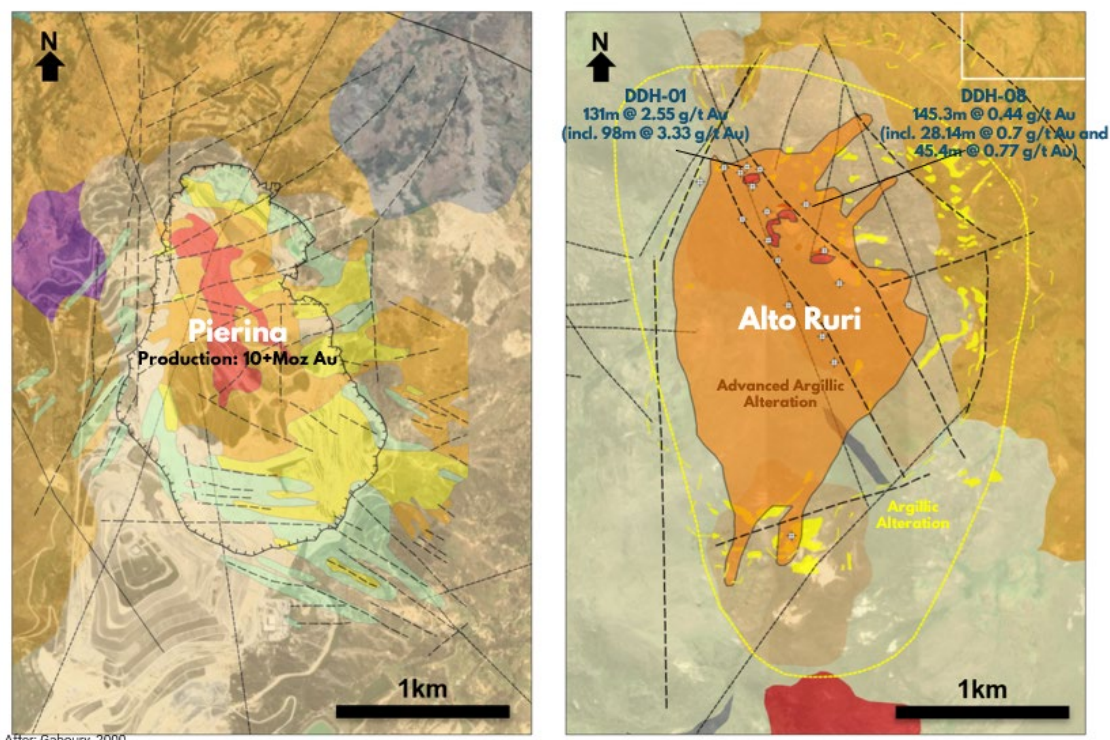 N
Pierina
Production: 10+Moz Au
1km
After: Gaboury, 2000
N
DDH-01
131m @ 2.55 g/t Au
(incl. 98m @ 3.33 g/t Au)
DDH-08
145.3m @ 0.44 g/t Au
(incl. 28.14m @ 0.7 g/t Au and
45.4m @ 0.77 g/t Au)
Alto Ruri
Advanced Argillic
Alteration
Argillic
Alteration
1km